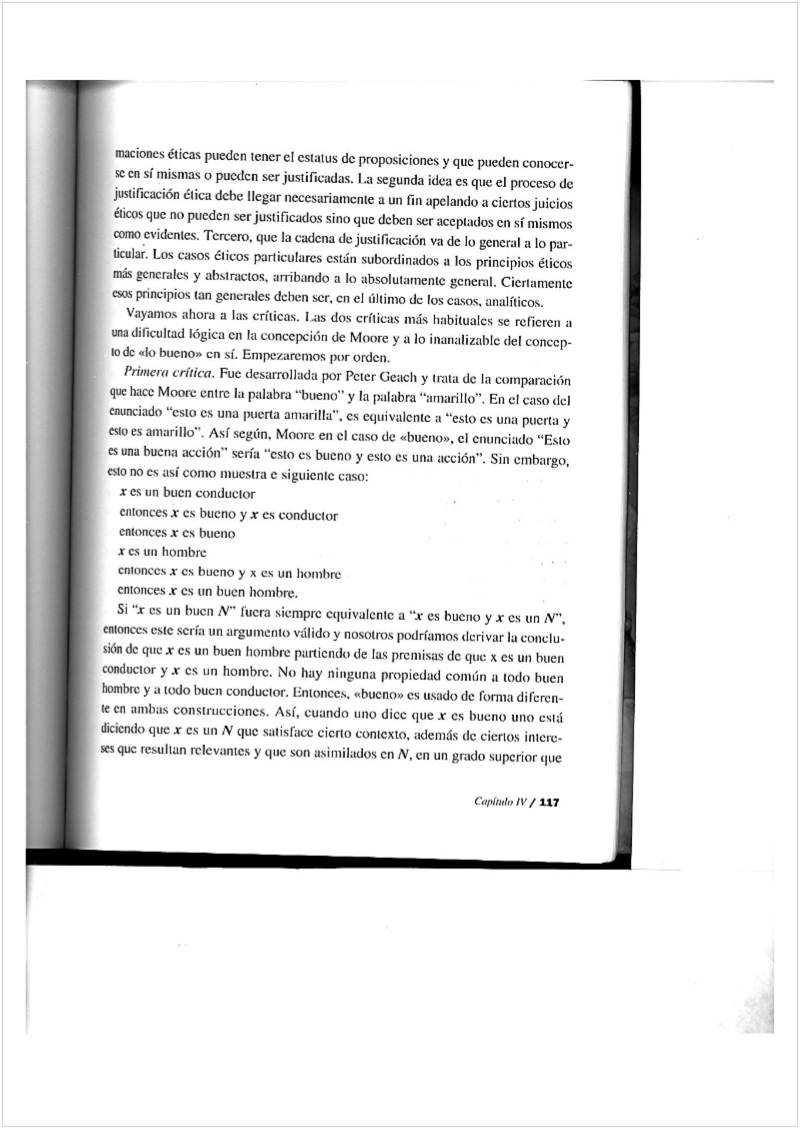 maciones éticas pueden tener el estatus de proposiciones y que pueden conocer-
se en sí mismas o pueden ser justificadas. La segunda idea es que el proceso de
justificación ética debe llegar necesariamente a un fin apelando a ciertos juicios
éticos que no pueden ser justificados sino que deben ser aceptados en sí mismos
como evidentes. Tercero, que la cadena de justificación va de lo general a lo par-
ticular. Los casos éticos particulares están subordinados a los principios éticos
más generales y abstractos, arribando a lo absolutamente general. Ciertamente
esos principios tan generales deben ser, en el último de los casos, analíticos.
Vayamos ahora a las críticas. Las dos críticas más habituales se refieren a
una dificultad lógica en la concepción de Moore y a lo inanalizable del concep-
to de «lo bueno» en sí. Empezaremos por orden.
Primera crítica. Fue desarrollada por Peter Geach y trata de la comparación
que hace Moore entre la palabra “bueno” y la palabra “amarillo”. En el caso del
enunciado “esto es una puerta amarilla”, es equivalente a “esto es una puerta y
esto es amarillo”. Así según, Moore en el caso de «bueno», el enunciado “Esto
es una buena acción” sería “esto es bueno y esto es una acción”. Sin embargo,
esto no es así como muestra e siguiente caso:
x es un buen conductor
entonces x es bueno y x es conductor
entonces x es bueno
x es un hombre
entonces x es bueno y x es un hombre
entonces x es un buen hombre.
Si “x es un buen N” fuera siempre equivalente a “x es bueno y x es un N”,
entonces este sería un argumento válido y nosotros podríamos derivar la conclu-
sión de que x es un buen hombre partiendo de las premisas de que x es un buen
conductor y x es un hombre. No hay ninguna propiedad común a todo buen
hombre y a todo buen conductor. Entonces, «bueno» es usado de forma diferen-
te en ambas construcciones. Así, cuando uno dice que x es bueno uno está
diciendo que x es un N que satisface cierto contexto, además de ciertos intere-
ses que resultan relevantes y que son asimilados en N, en un grado superior que
Capítulo IV / 117